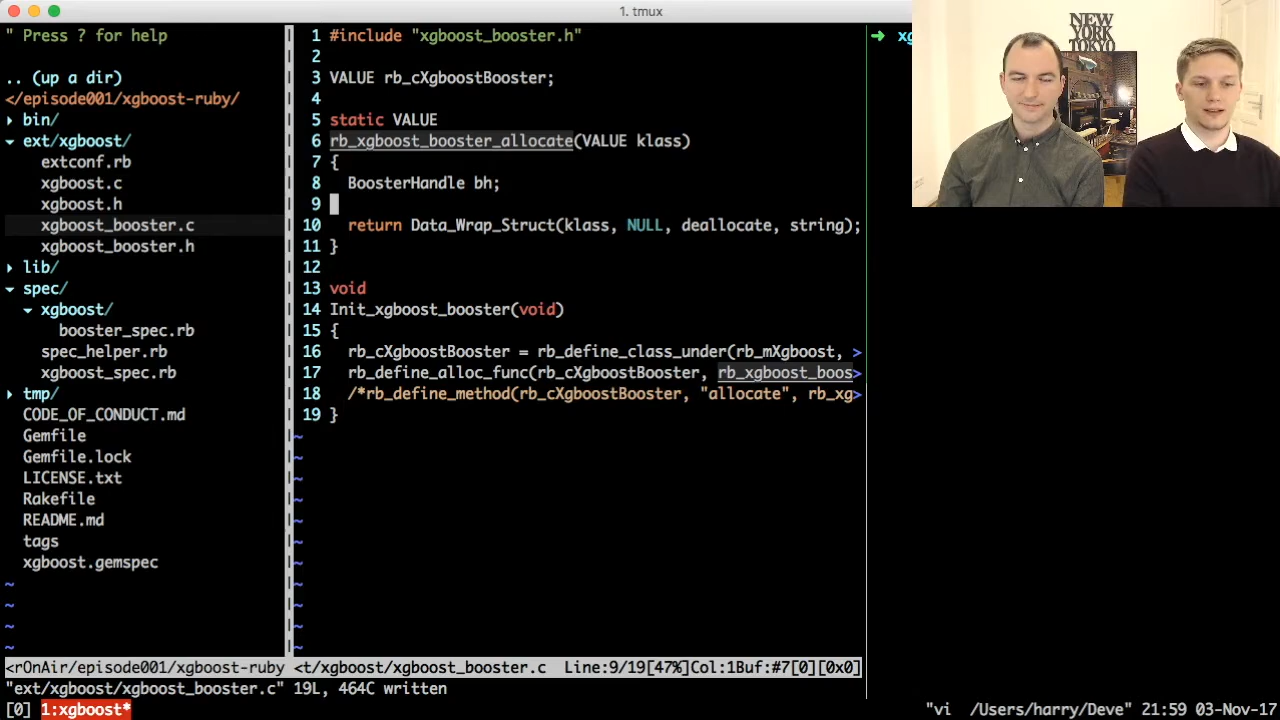 1. tmux
" Press ? for help
.. (up a dir)
</episode001/xgboost-ruby/
▸ bin/
▾ ext/xgboost/
extconf.rb
xgboost.c
xgboost.h
xgboost_booster.c
xgboost_booster.h
▸ lib/
▾ spec/
▾ xgboost/
booster_spec.rb
spec_helper.rb
xgboost_spec.rb
▸ tmp/
CODE_OF_CONDUCT.md
Gemfile
Gemfile.lock
LICENSE.txt
Rakefile
README.md
tags
xgboost.gemspec
~
~
~
~
<rOnAir/episode001/xgboost-ruby
1 #include "xgboost_booster.h"
2
3 VALUE rb_cXgboostBooster;
4
5 static VALUE
6 rb_xgboost_booster_allocate(VALUE klass)
7 {
8 BoosterHandle bh;
9
10 return Data_Wrap_Struct(klass, NULL, deallocate, string);
11 }
12
13 void
14 Init_xgboost_booster(void)
15 {
16 rb_cXgboostBooster = rb_define_class_under(rb_mXgboost, >
17 rb_define_alloc_func(rb_cXgboostBooster, rb_xgboost_boos>
18 /*rb_define_method(rb_cXgboostBooster, "allocate", rb_xg>
19 }
~
~
~
~
~
~
~
~
~
~
~
<t/xgboost/xgboost_booster.c Line:9/19[47%]Col:1Buf:#7[0][0x0]
➜ xg
NEW
YORK
TOKYO
"ext/xgboost/xgboost_booster.c" 19L, 464C written
[0] 1:xgboost* "vi /Users/harry/Deve" 21:59 03-Nov-17